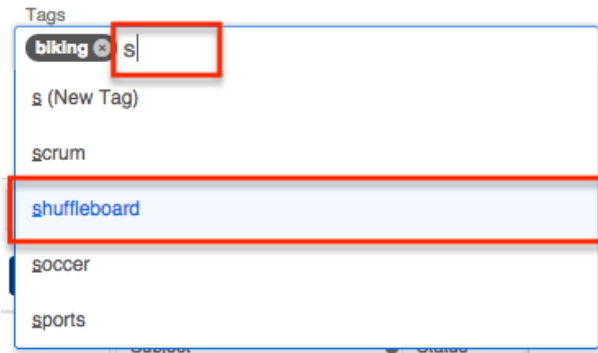 Tags
biking s
s (New Tag)
scrum
shuffleboard
soccer
sports